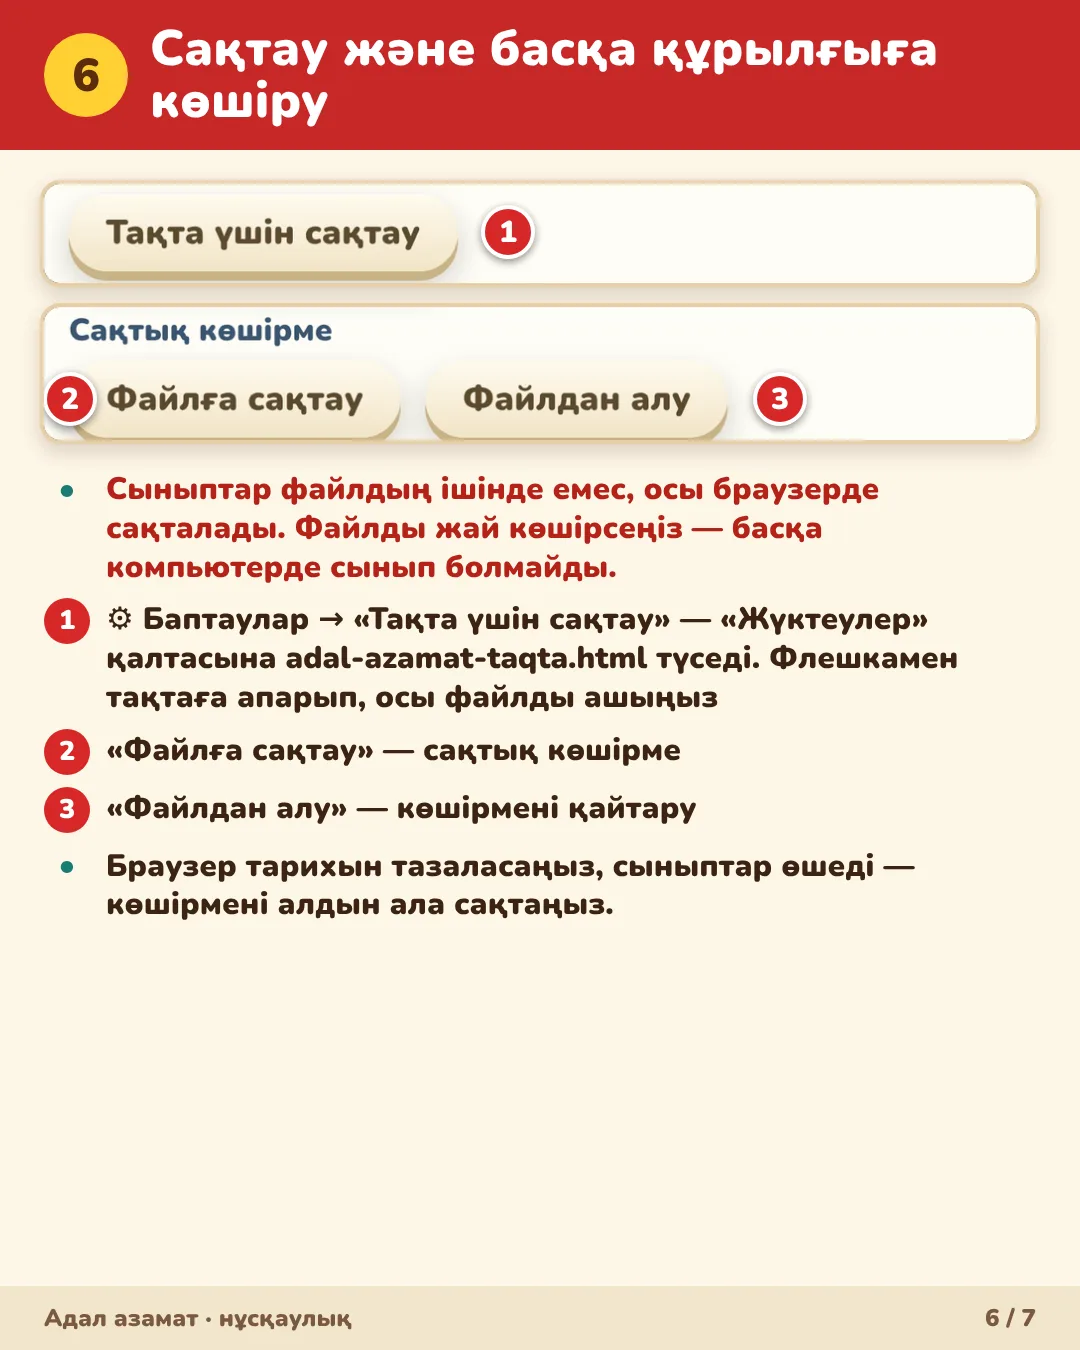 6
Сақтау және басқа құрылғыға
көшіру
Тақта үшін сақтау
1
Сақтық көшірме
2
Файлға сақтау
Файлдан алу
3
• Сыныптар файлдың ішінде емес, осы браузерде
сақталады. Файлды жай көшірсеңіз — басқа
компьютерде сынып болмайды.
1 ⚙ Баптаулар → «Тақта үшін сақтау» — «Жүктеулер»
қалтасына adal-azamat-taqta.html түседі. Флешкамен
тақтаға апарып, осы файлды ашыңыз
2 «Файлға сақтау» — сақтық көшірме
3 «Файлдан алу» — көшірмені қайтару
• Браузер тарихын тазаласаңыз, сыныптар өшеді —
көшірмені алдын ала сақтаңыз.
Адал азамат · нұсқаулық
6 / 7